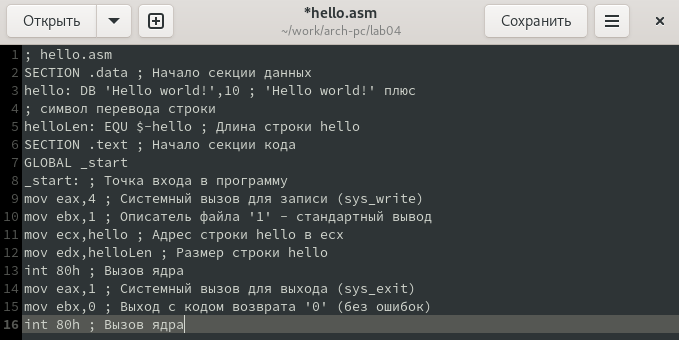 Открыть
*hello.asm
~/work/arch-pc/lab04
Сохранить
1 ; hello.asm
2 SECTION .data ; Начало секции данных
3 hello: DB 'Hello world!',10 ; 'Hello world!' плюс
4 ; символ перевода строки
5 helloLen: EQU $-hello ; Длина строки hello
6 SECTION .text ; Начало секции кода
7 GLOBAL _start
8 _start: ; Точка входа в программу
9 mov eax,4 ; Системный вызов для записи (sys_write)
10 mov ebx,1 ; Описатель файла '1' - стандартный вывод
11 mov ecx,hello ; Адрес строки hello в ecx
12 mov edx,helloLen ; Размер строки hello
13 int 80h ; Вызов ядра
14 mov eax,1 ; Системный вызов для выхода (sys_exit)
15 mov ebx,0 ; Выход с кодом возврата '0' (без ошибок)
16 int 80h ; Вызов ядра